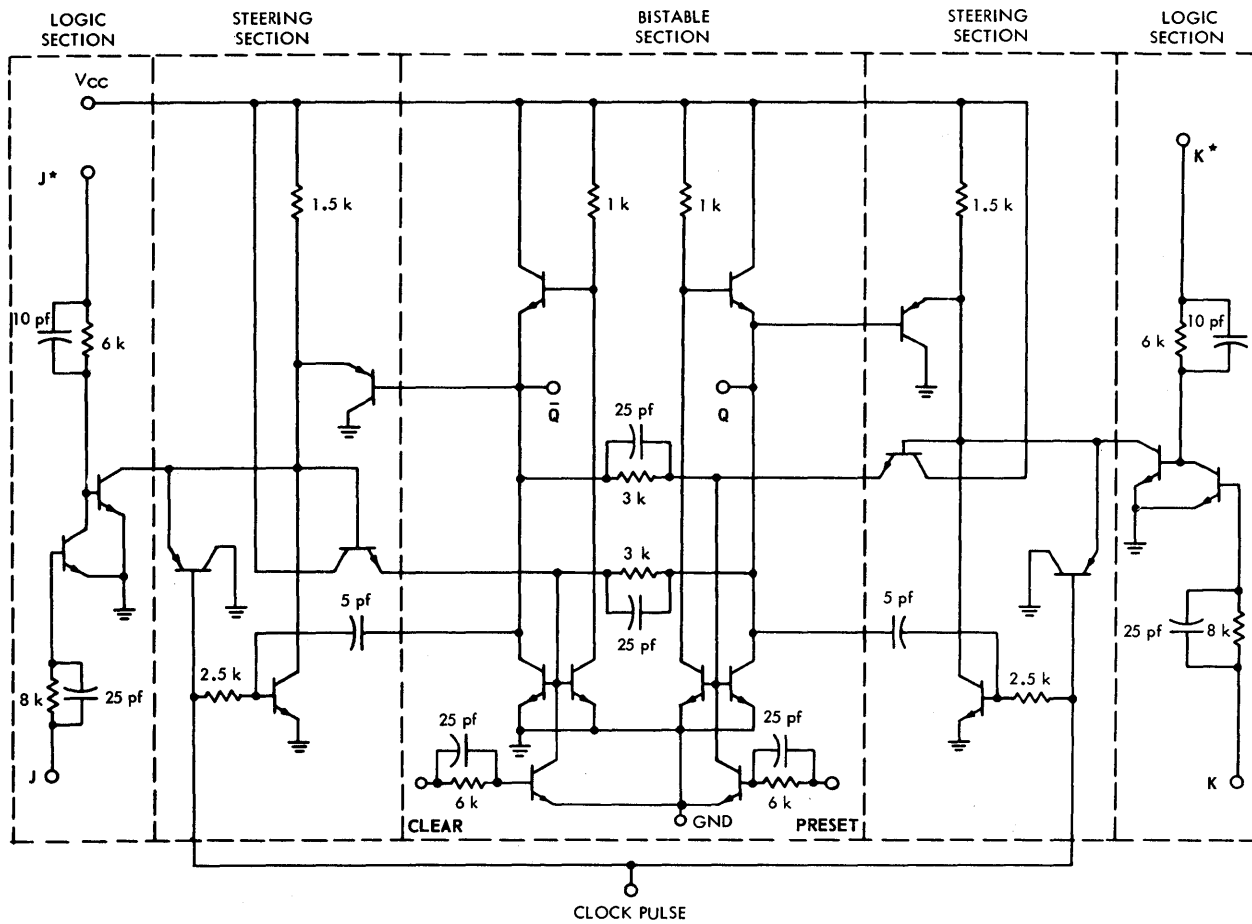 LOGIC SECTION
STEERING SECTION
BISTABLE SECTION
STEERING SECTION
LOGIC SECTION
VCC
J*
K*
1.5 k
1 k
1 k
1.5 k
10 pf
6 k
6 k
10 pf
Q̄
Q
25 pf
3 k
3 k
25 pf
5 pf
5 pf
2.5 k
2.5 k
8 k
25 pf
25 pf
8 k
25 pf
6 k
25 pf
6 k
J
K
CLEAR
GND
PRESET
CLOCK PULSE